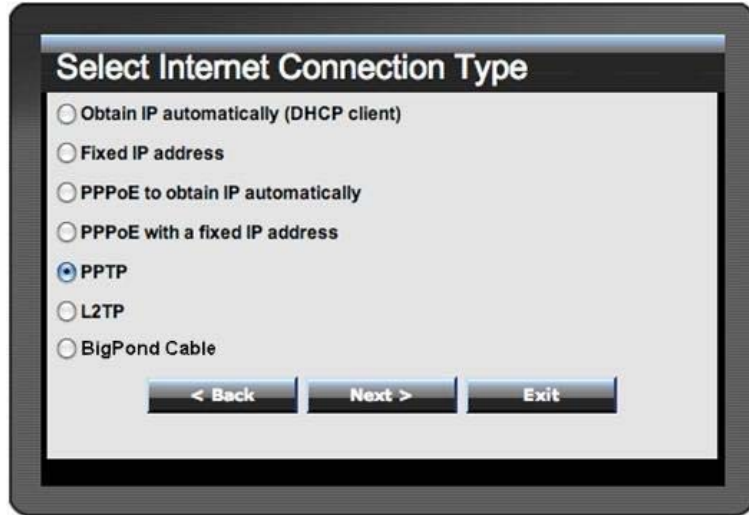 Select Internet Connection Type
Obtain IP automatically (DHCP client)
Fixed IP address
PPPoE to obtain IP automatically
PPPoE with a fixed IP address
PPTP
L2TP
BigPond Cable
< Back Next > Exit